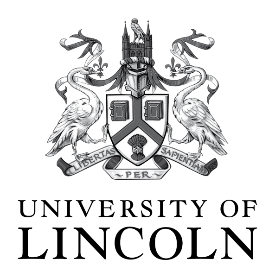 LIBERTAS PER SAPIENTIAM
UNIVERSITY OF
LINCOLN